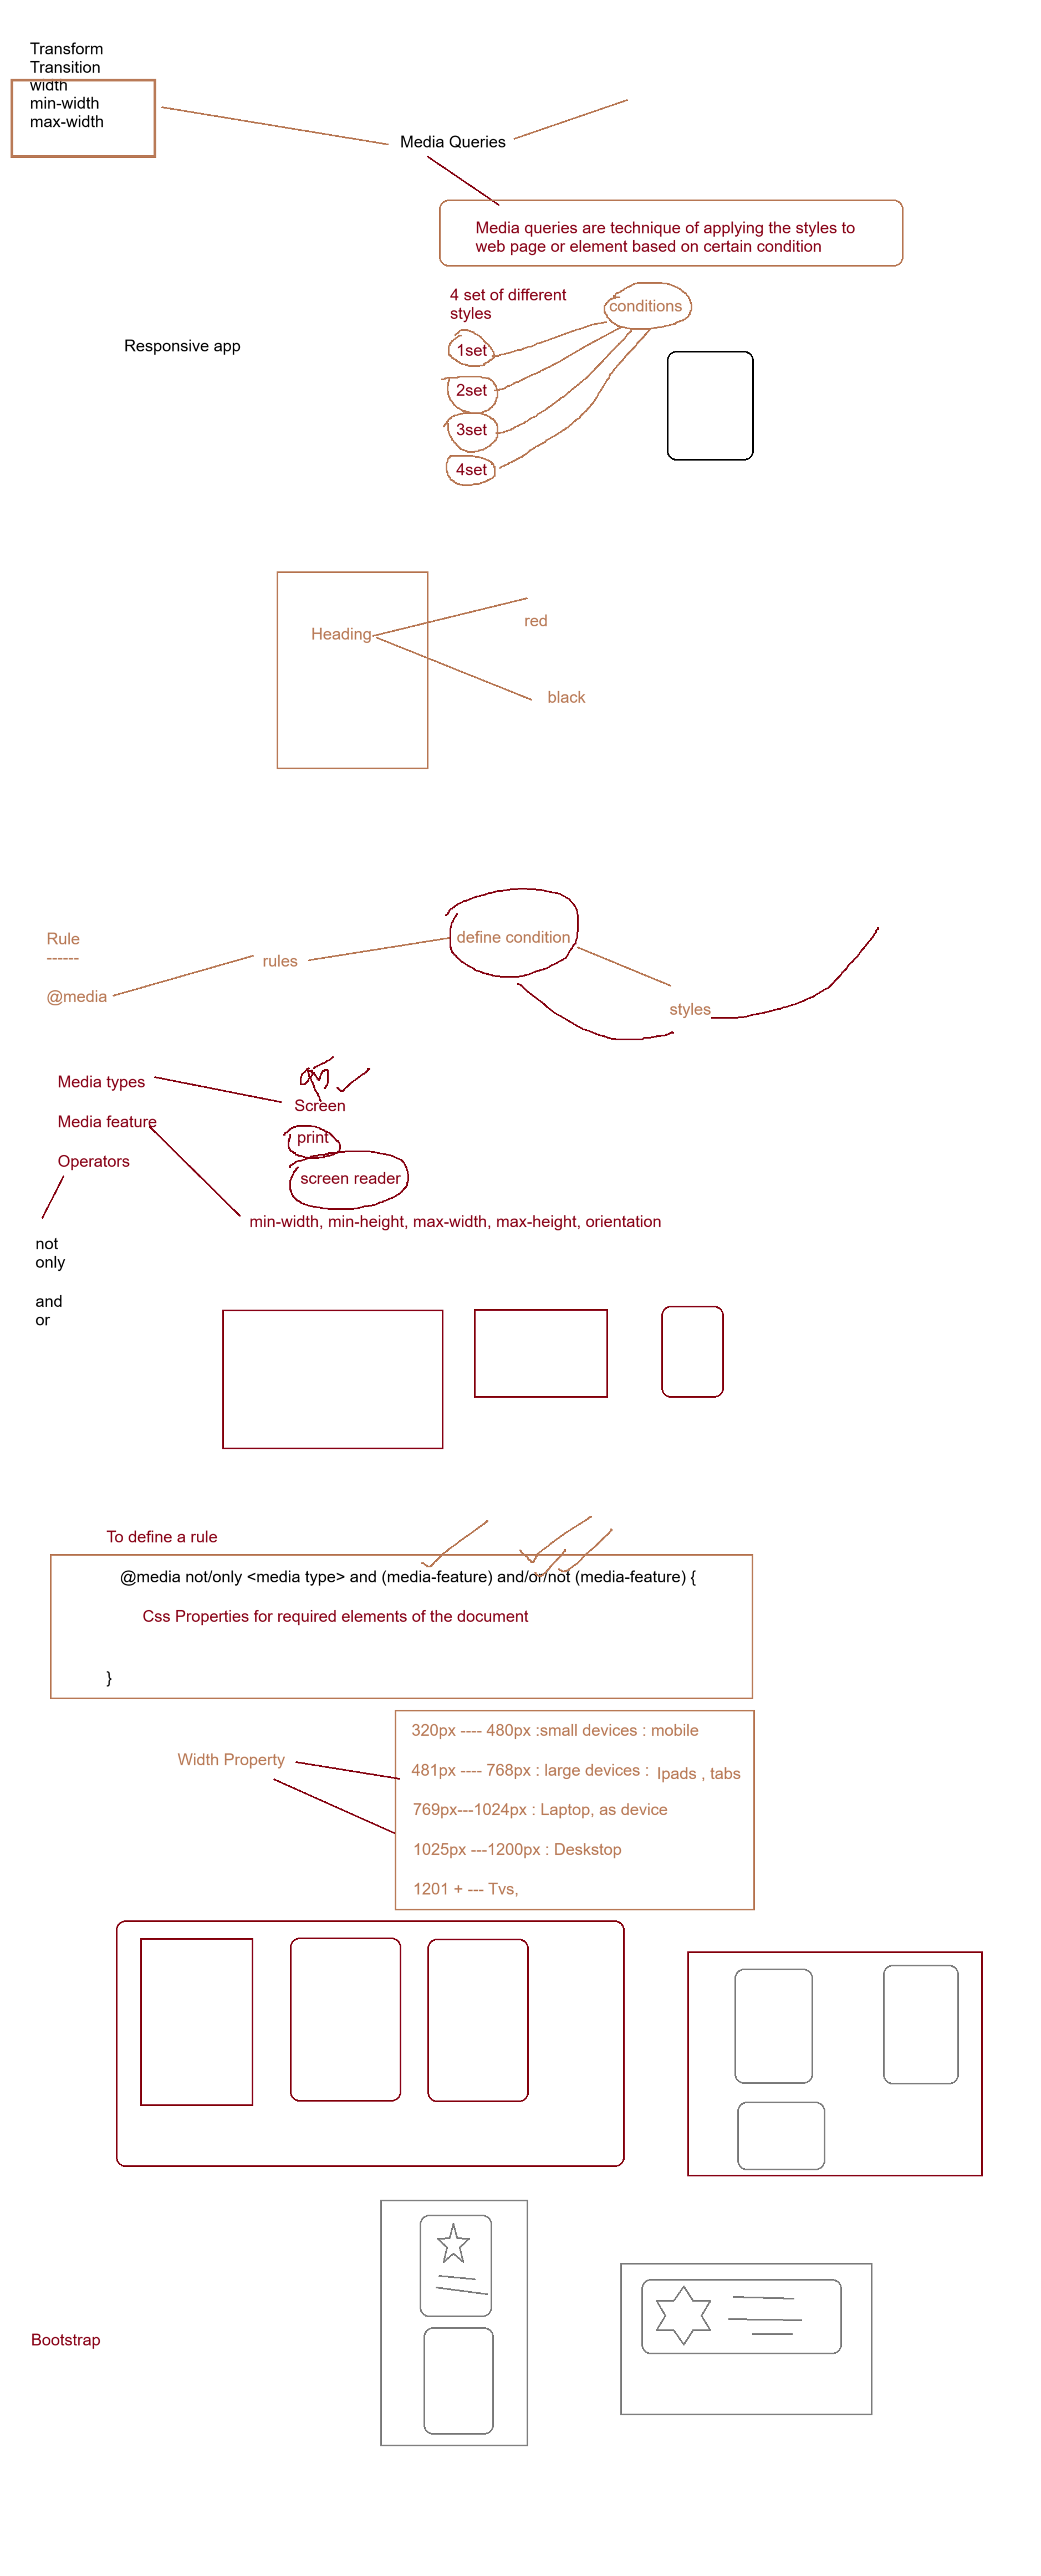 Transform
Transition
width
min-width
max-width
Media Queries
Media queries are technique of applying the styles to
web page or element based on certain condition
4 set of different
styles
conditions
Responsive app
1set
2set
3set
4set
Heading
red
black
Rule
------
@media
rules
define condition
styles
Media types
Media feature
Operators
Screen
print
screen reader
min-width, min-height, max-width, max-height, orientation
not
only
and
or
To define a rule
@media not/only <media type> and (media-feature) and/or/not (media-feature) {
Css Properties for required elements of the document
}
Width Property
320px ---- 480px :small devices : mobile
481px ---- 768px : large devices : Ipads , tabs
769px---1024px : Laptop, as device
1025px ---1200px : Deskstop
1201 + --- Tvs,
Bootstrap